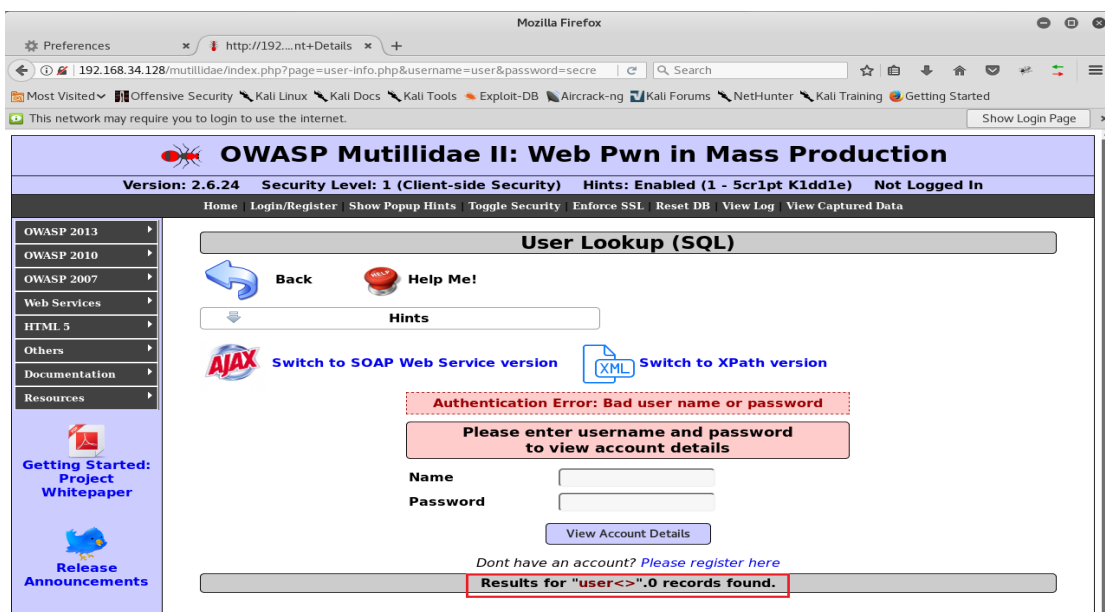 Mozilla Firefox
Preferences
http://192....nt+Details
192.168.34.128/mutillidae/index.php?page=user-info.php&username=user&password=secre
Search
Most Visited
Offensive Security
Kali Linux
Kali Docs
Kali Tools
Exploit-DB
Aircrack-ng
Kali Forums
NetHunter
Kali Training
Getting Started
This network may require you to login to use the internet.
Show Login Page
OWASP Mutillidae II: Web Pwn in Mass Production
Version: 2.6.24 Security Level: 1 (Client-side Security) Hints: Enabled (1 - 5cr1pt K1dd1e) Not Logged In
Home | Login/Register | Show Popup Hints | Toggle Security | Enforce SSL | Reset DB | View Log | View Captured Data
OWASP 2013
OWASP 2010
OWASP 2007
Web Services
HTML 5
Others
Documentation
Resources
Getting Started:
Project
Whitepaper
Release
Announcements
User Lookup (SQL)
Back
HELP
Help Me!
Hints
AJAX
Switch to SOAP Web Service version
XML
Switch to XPath version
Authentication Error: Bad user name or password
Please enter username and password
to view account details
Name
Password
View Account Details
Dont have an account? Please register here
Results for "user<>".0 records found.